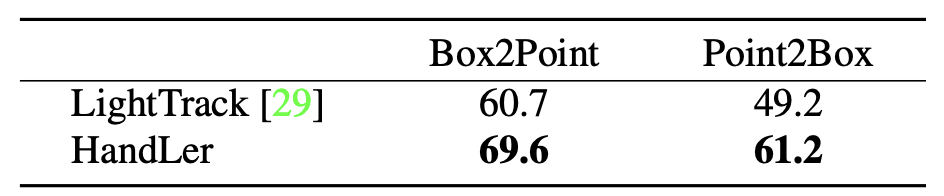 Box2Point Point2Box
LightTrack [29] 60.7 49.2
HandLer 69.6 61.2